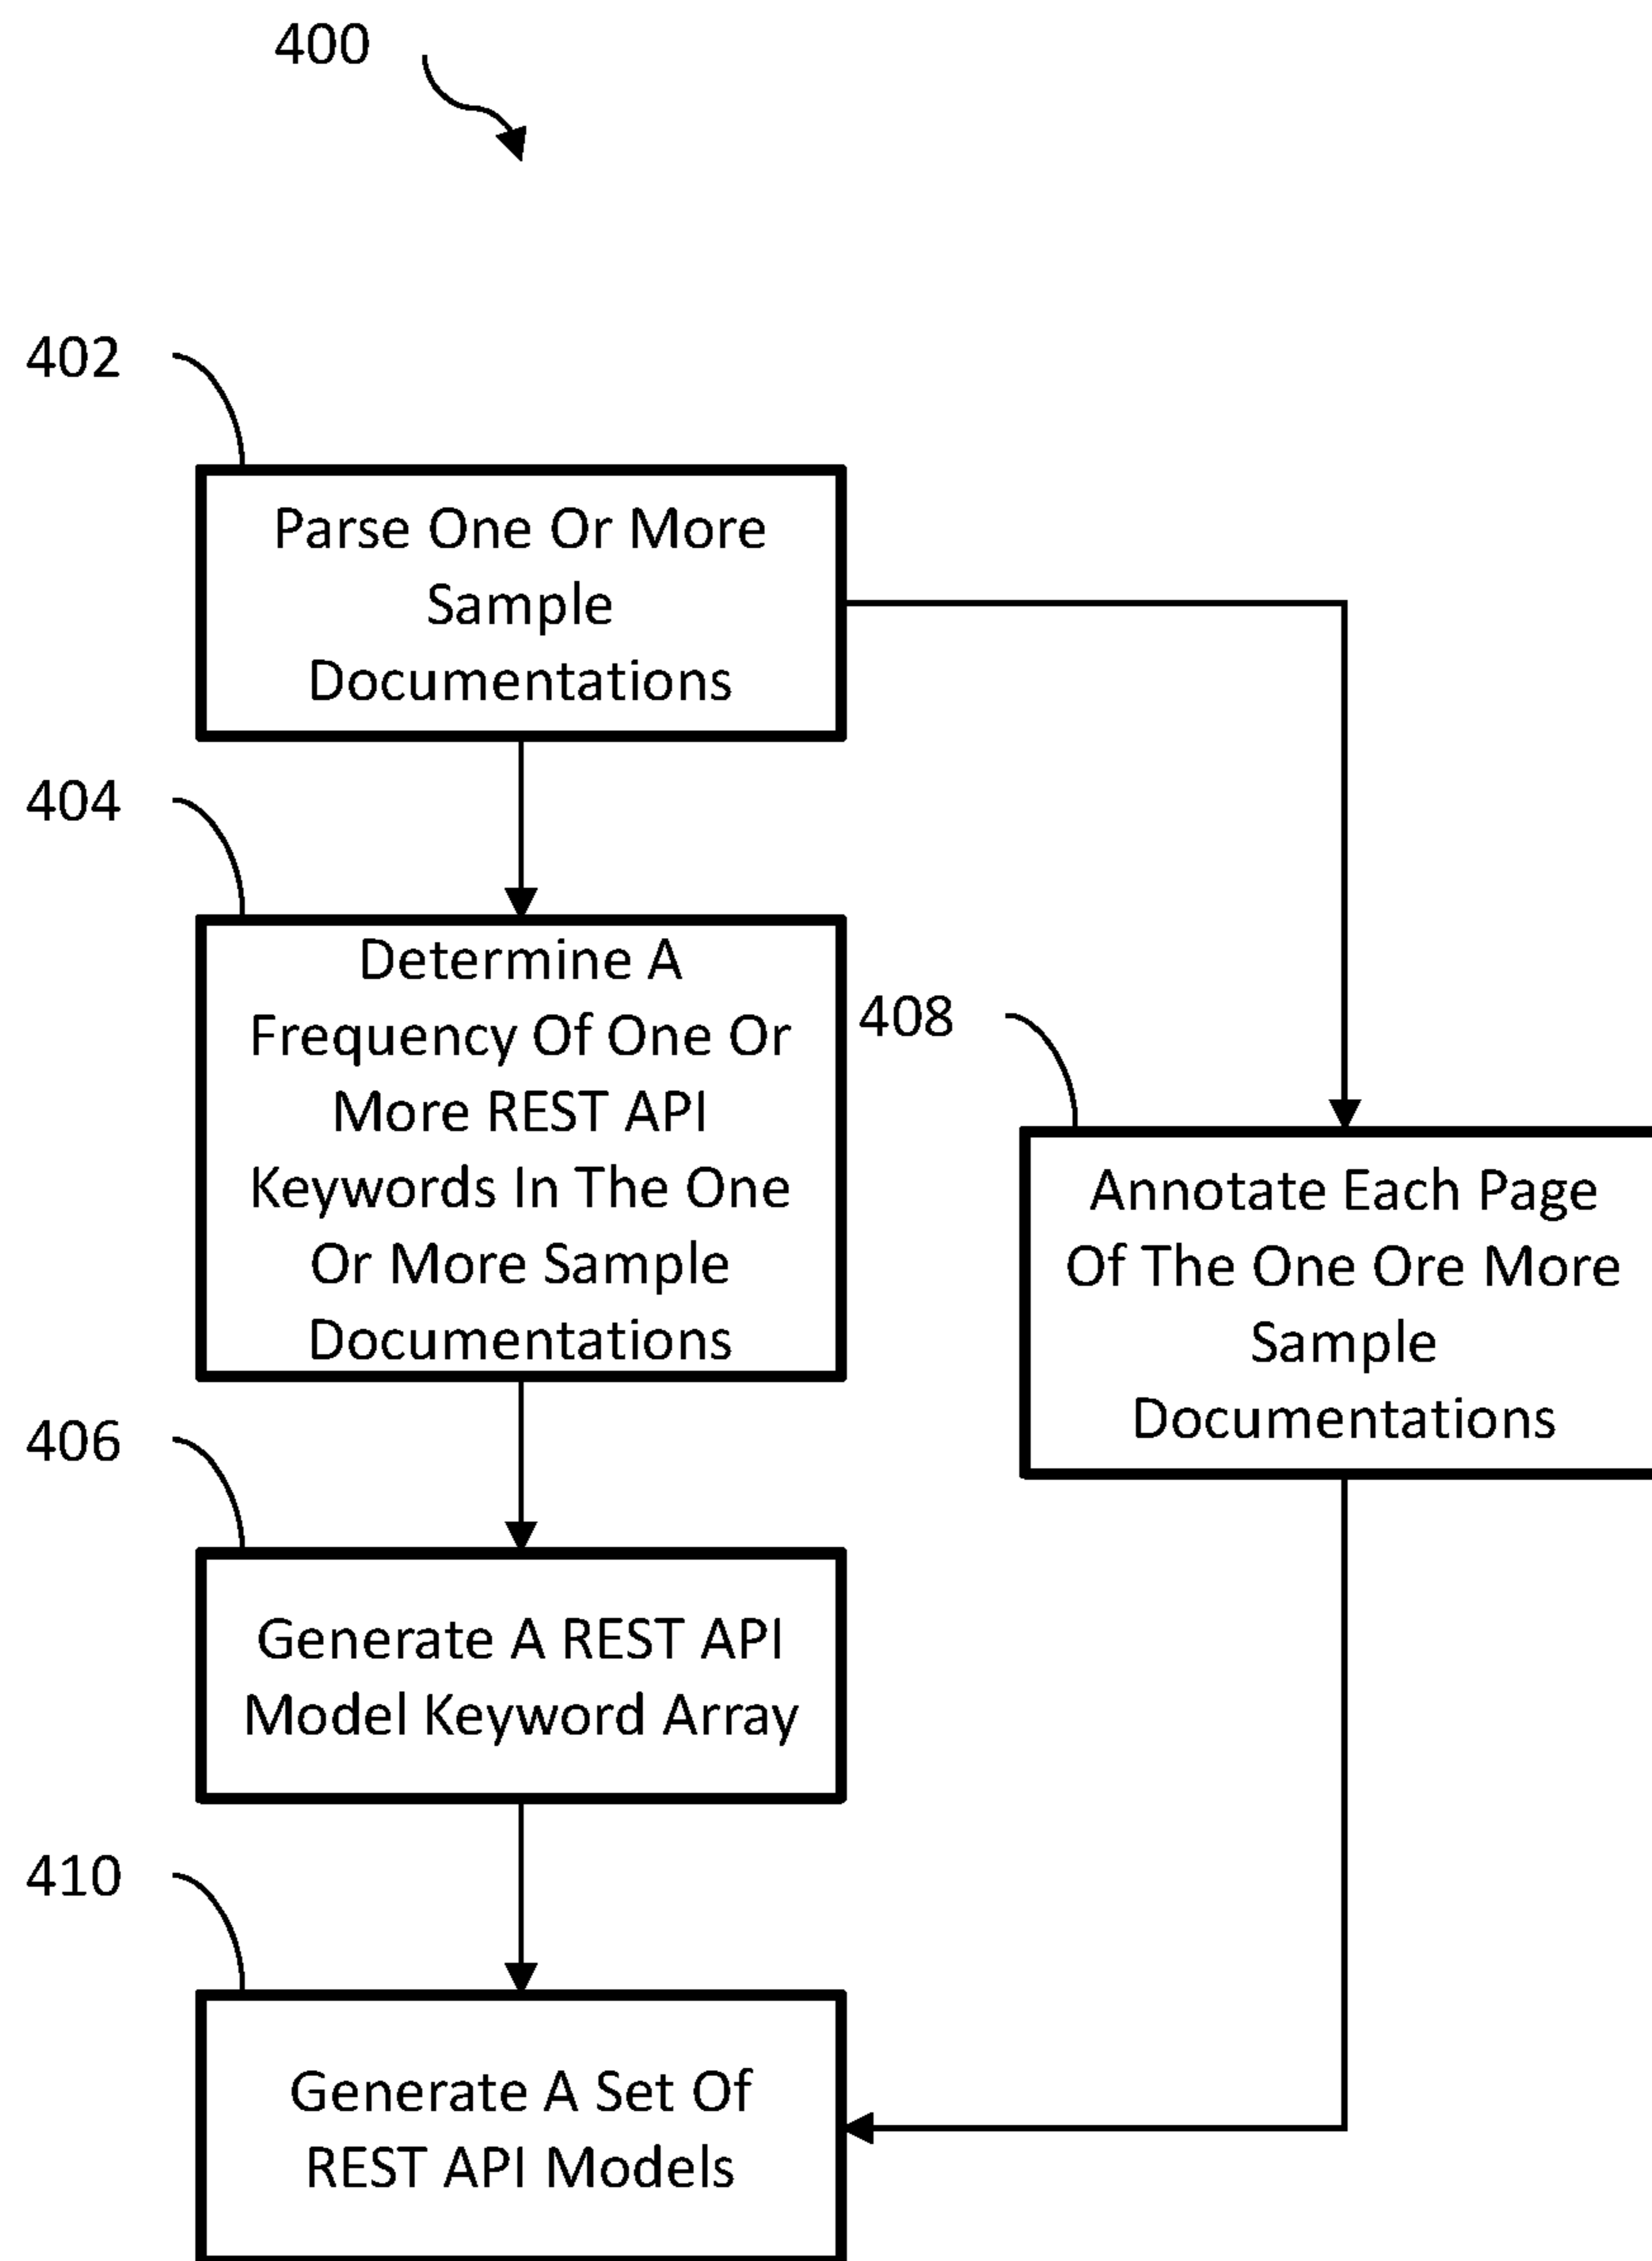 400
402
Parse One Or More
Sample
Documentations
404
Determine A
Frequency Of One Or
More REST API
Keywords In The One
Or More Sample
Documentations
408
Annotate Each Page
Of The One Ore More
Sample
Documentations
406
Generate A REST API
Model Keyword Array
410
Generate A Set Of
REST API Models